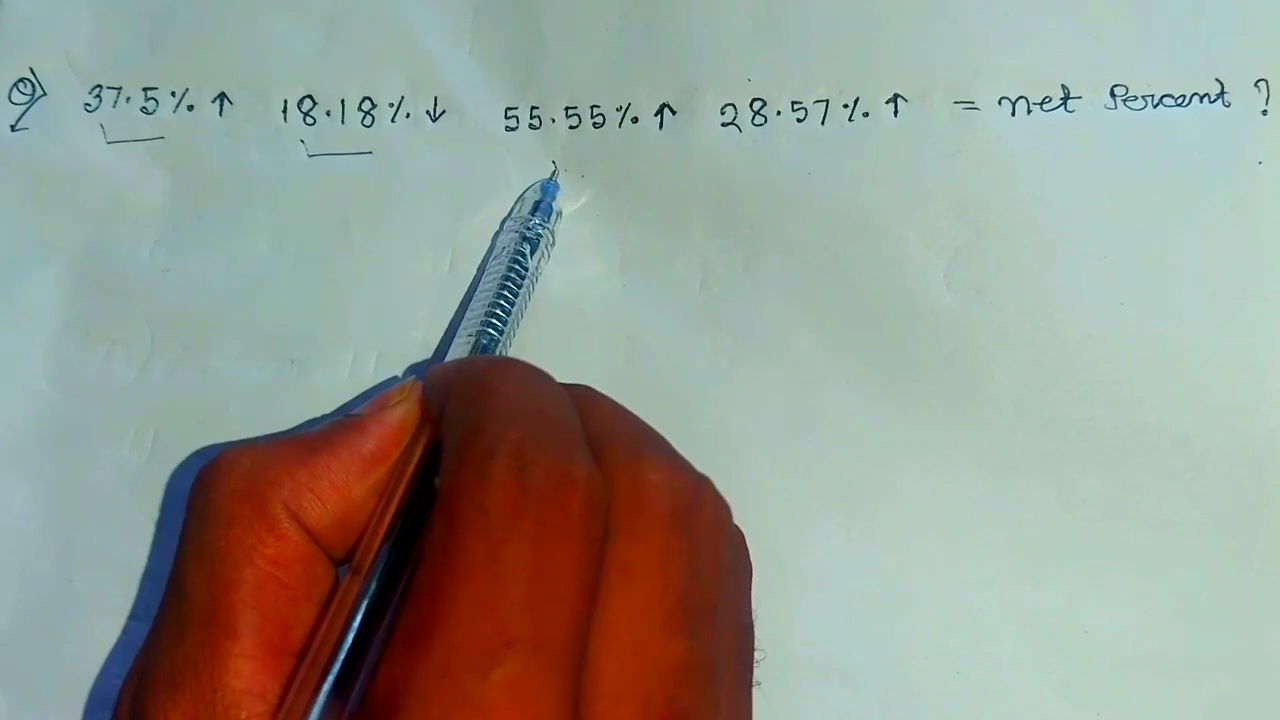 Q) 37.5% ↑ 18.18% ↓ 55.55% ↑ 28.57% ↑ = net Percent ?